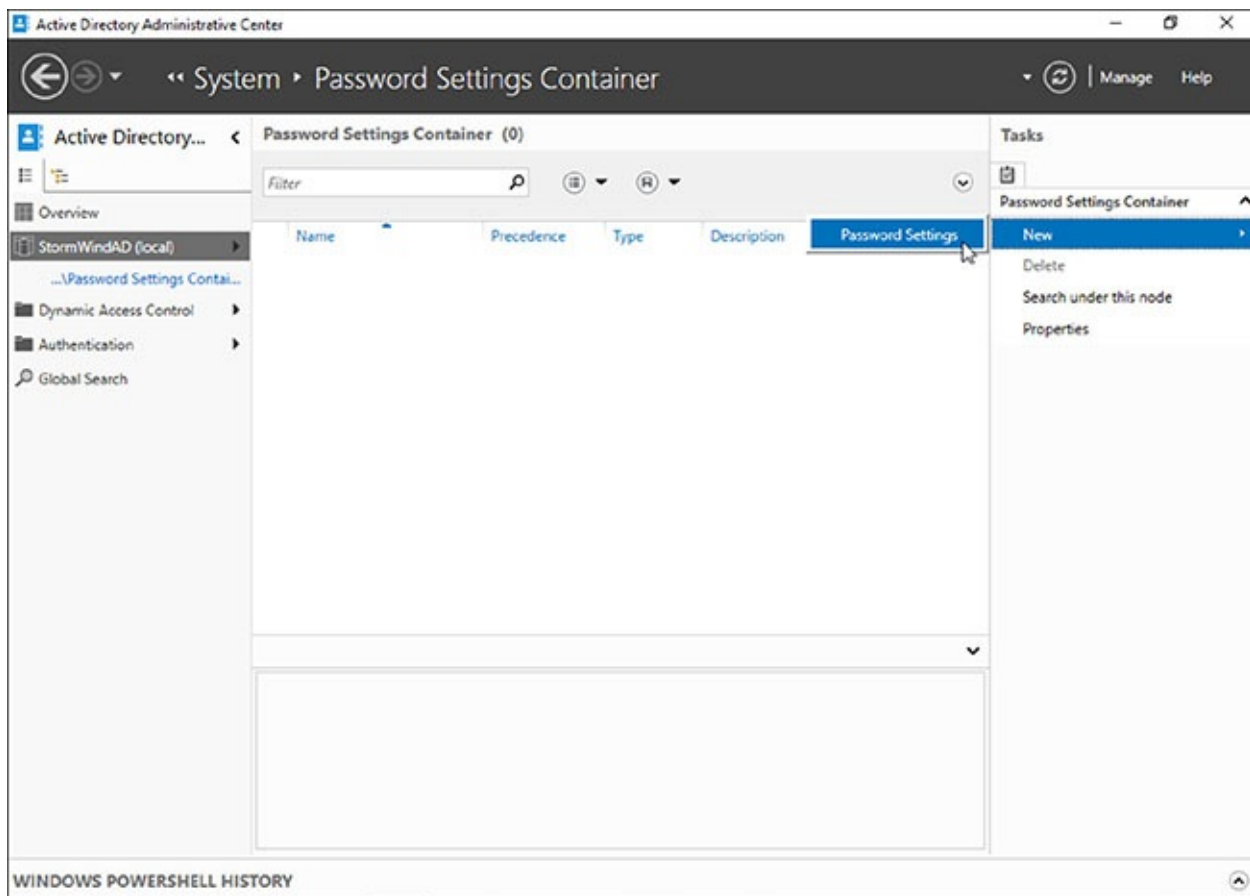 Active Directory Administrative Center
‹‹ System ‣ Password Settings Container
Manage Help
Active Directory...
Overview
StormWindAD (local)
...\Password Settings Contai...
Dynamic Access Control
Authentication
Global Search
Password Settings Container (0)
Filter
Name Precedence Type Description Password Settings
Tasks
Password Settings Container
New
Delete
Search under this node
Properties
WINDOWS POWERSHELL HISTORY